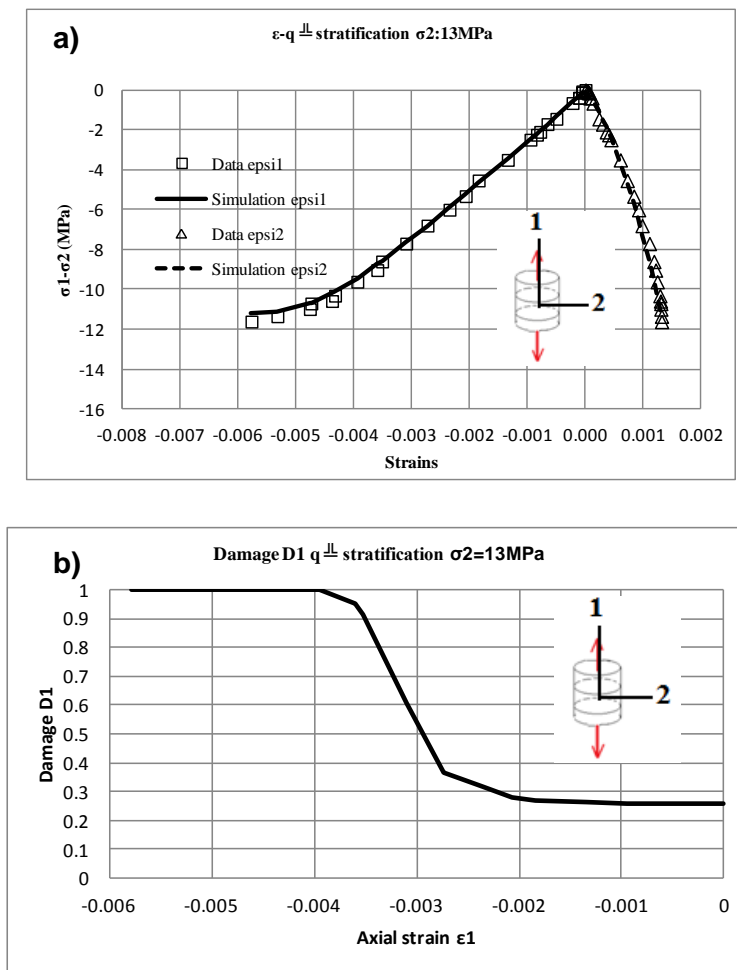 a)
ε-q ╩ stratification σ2:13MPa
0
-2
-4
-6
-8
-10
-12
-14
-16
σ1-σ2 (MPa)
Data epsi1
Simulation epsi1
Data epsi2
Simulation epsi2
1
2
-0.008 -0.007 -0.006 -0.005 -0.004 -0.003 -0.002 -0.001 0.000 0.001 0.002
Strains
b)
Damage D1 q ╩ stratification σ2=13MPa
1
0.9
0.8
0.7
0.6
0.5
0.4
0.3
0.2
0.1
0
Damage D1
1
2
-0.006 -0.005 -0.004 -0.003 -0.002 -0.001 0
Axial strain ε1